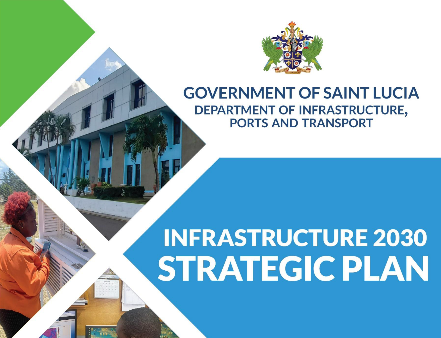 GOVERNMENT OF SAINT LUCIA
DEPARTMENT OF INFRASTRUCTURE,
PORTS AND TRANSPORT
INFRASTRUCTURE 2030
STRATEGIC PLAN